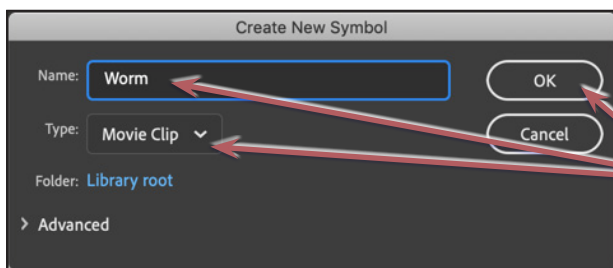 Create New Symbol
Name: Worm OK
Type: Movie Clip Cancel
Folder: Library root
Advanced